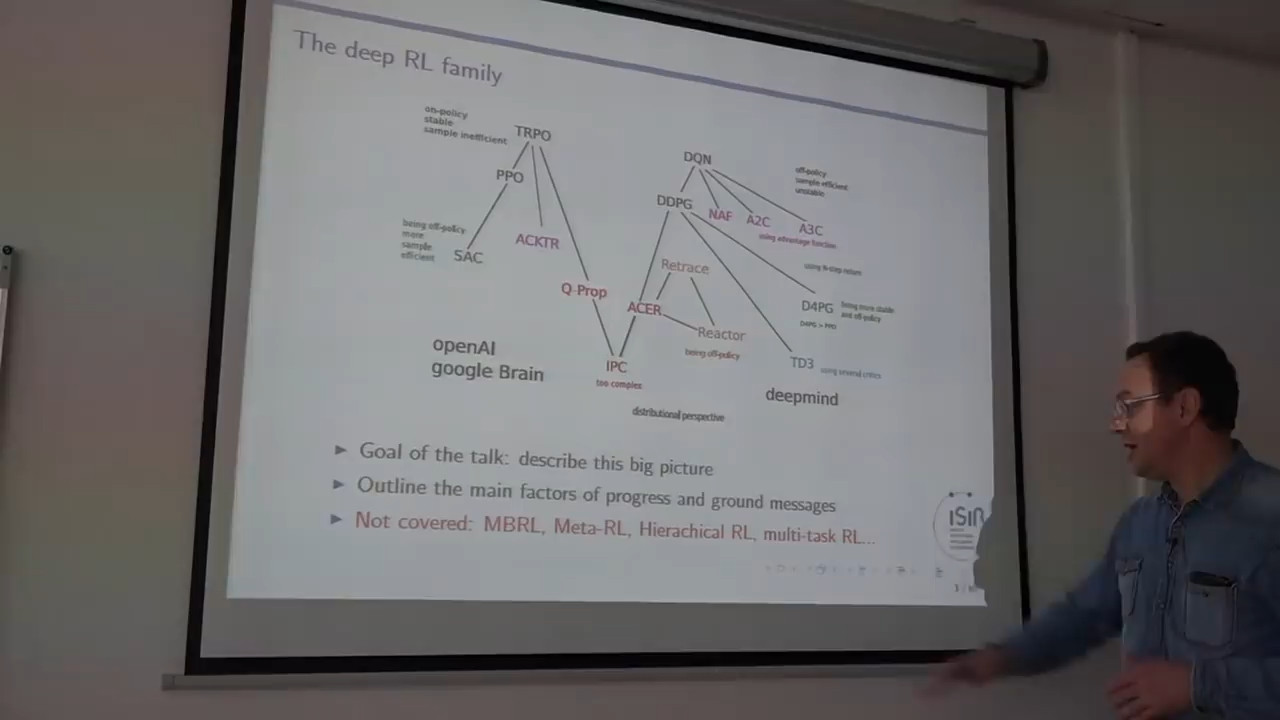 The deep RL family
on-policy
stable
sample inefficient
TRPO
DQN
off-policy
sample efficient
unstable
PPO
DDPG
NAF
A2C
A3C
using advantage function
being off-policy
more
sample
efficient
SAC
ACKTR
Retrace
using N-step return
Q-Prop
ACER
D4PG
being more stable
and off-policy
D4PG > PPO
Reactor
being off-policy
openAI
google Brain
IPC
too complex
TD3
using several critics
deepmind
distributional perspective
Goal of the talk: describe this big picture
Outline the main factors of progress and ground messages
Not covered: MBRL, Meta-RL, Hierachical RL, multi-task RL...
ISIR